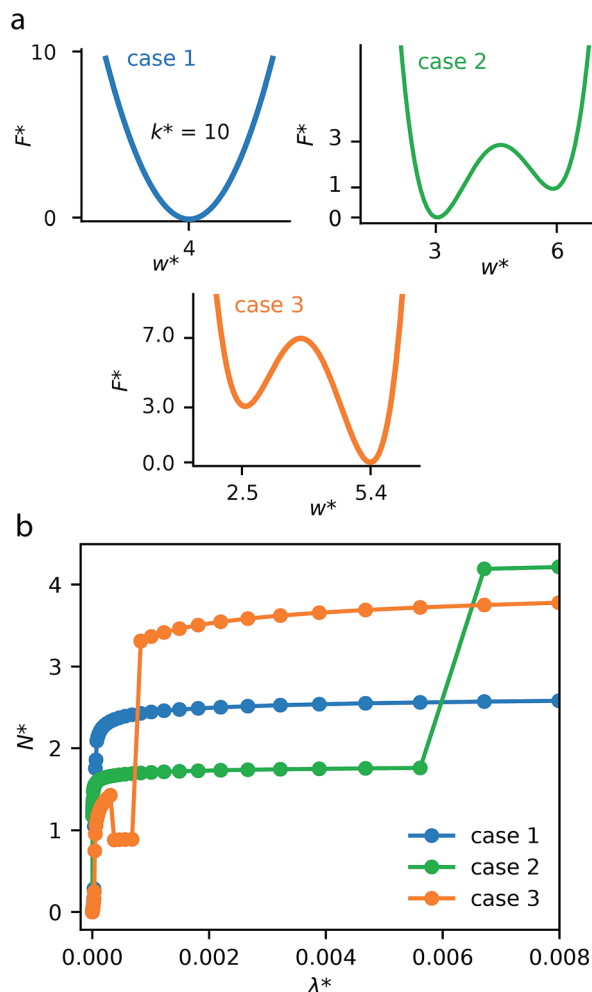 a
case 1
10
k* = 10
F*
0
4
w*
case 2
F*
3
1
0
3
6
w*
case 3
7.0
F*
3.0
0.0
2.5
5.4
w*
b
4
3
N*
2
1
0
case 1
case 2
case 3
0.000
0.002
0.004
0.006
0.008
λ*